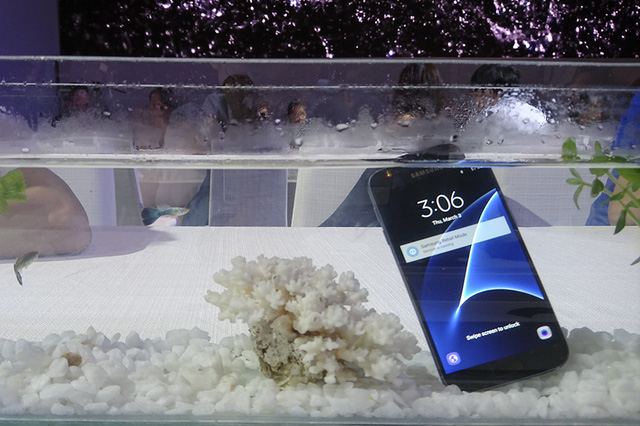 SAMSUNG
3:06
Thu, March 3
Samsung Retail Mode
Swipe screen to unlock